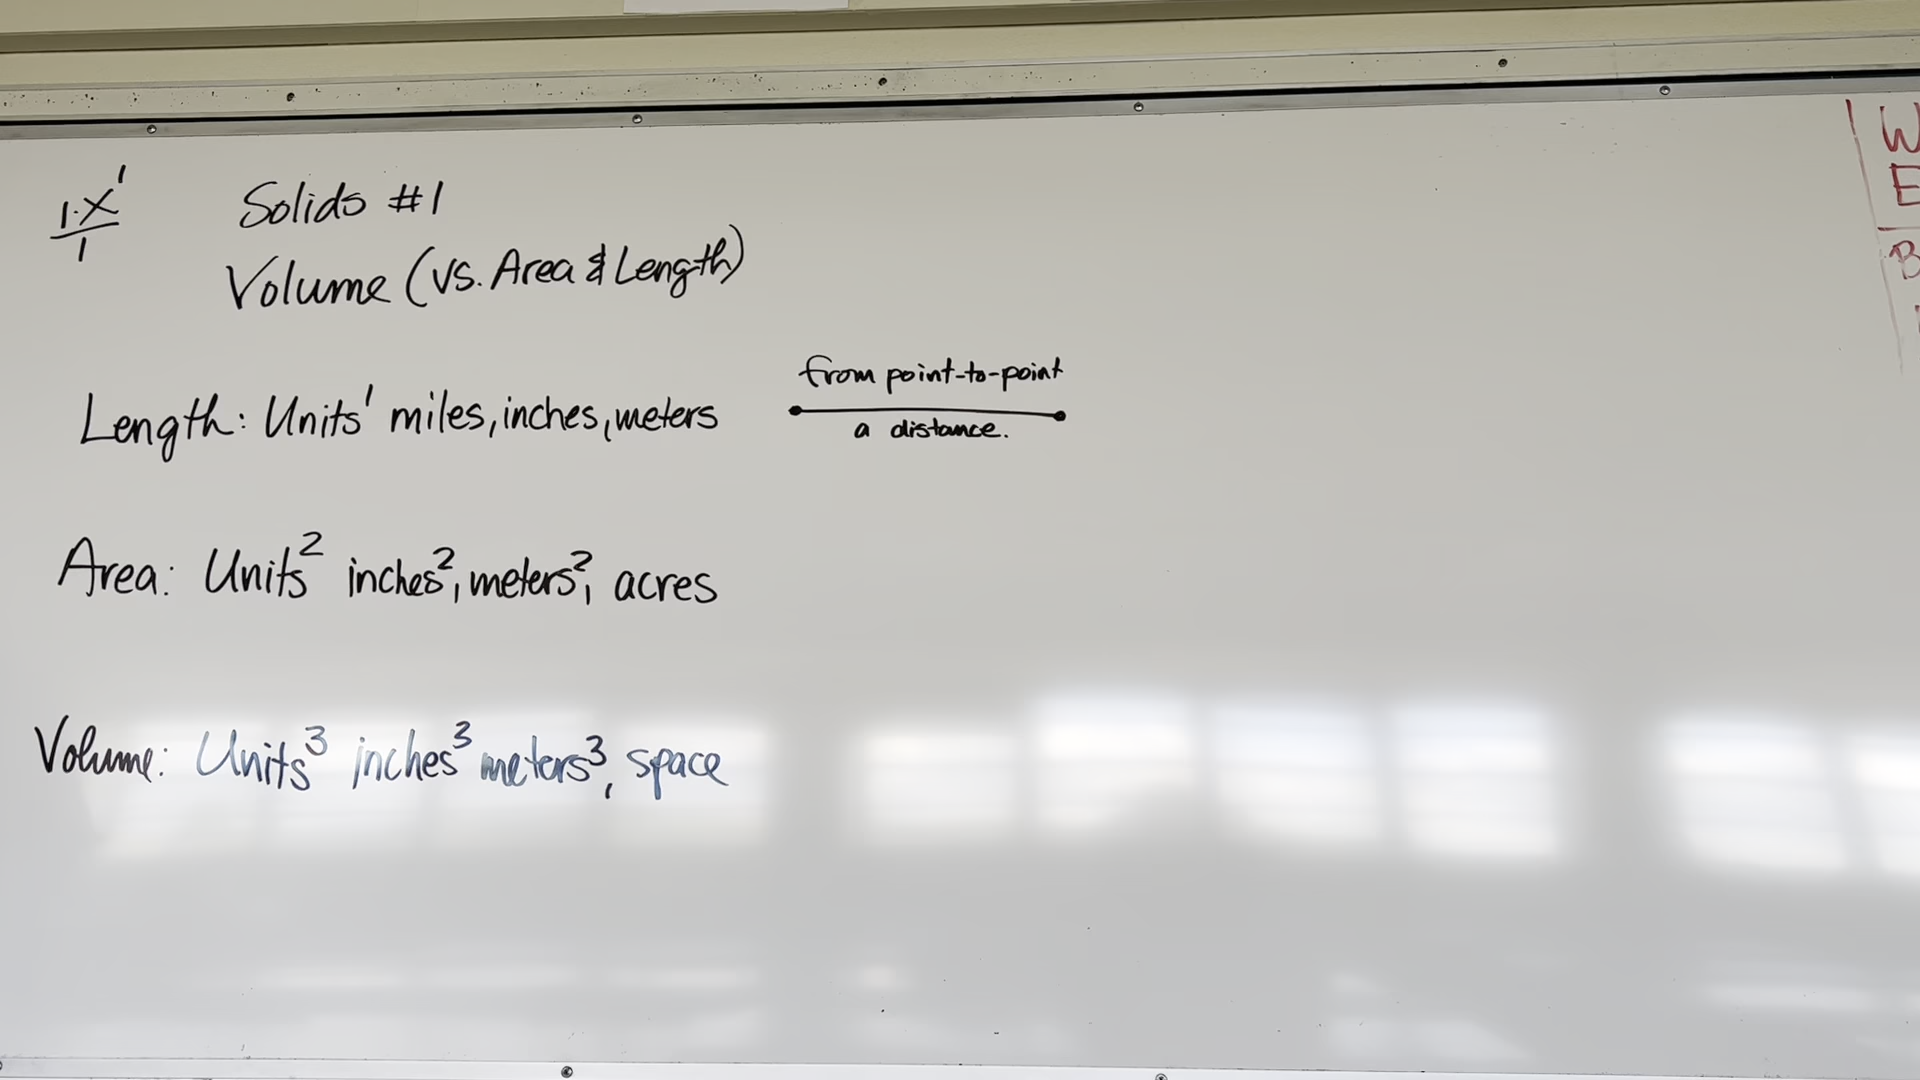 1·x¹
1
Solids #1
Volume (vs. Area & Length)
Length: Units¹ miles, inches, meters
from point-to-point
a distance.
Area: Units² inches², meters², acres
Volume: Units³ inches³ meters³, space
W
E
B